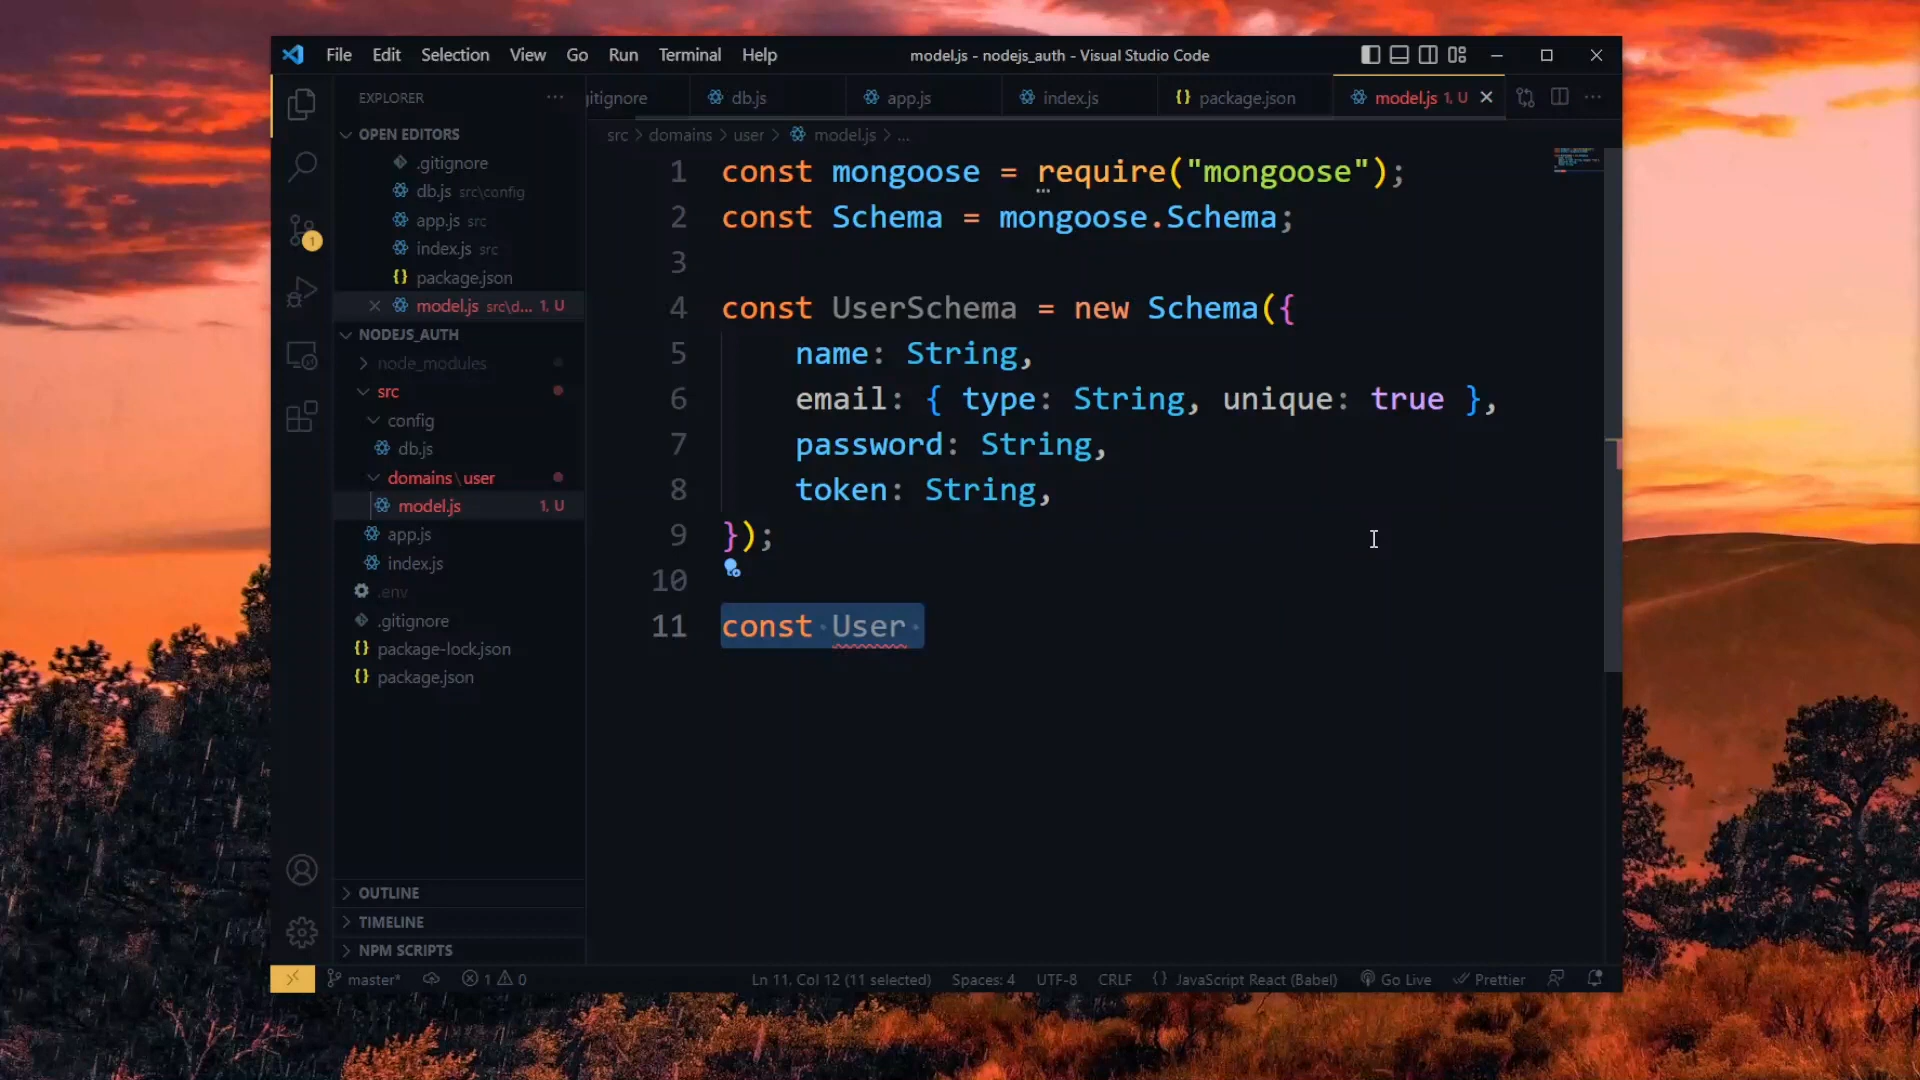 File Edit Selection View Go Run Terminal Help
model.js - nodejs_auth - Visual Studio Code
EXPLORER ...
OPEN EDITORS
.gitignore
db.js src\config
app.js src
index.js src
package.json
model.js src\d... 1, U
NODEJS_AUTH
node_modules
src
config
db.js
domains\user
model.js 1, U
app.js
index.js
.env
.gitignore
package-lock.json
package.json
OUTLINE
TIMELINE
NPM SCRIPTS
itignore db.js app.js index.js package.json model.js 1, U
src > domains > user > model.js > ...
1 const mongoose = require("mongoose");
2 const Schema = mongoose.Schema;
3
4 const UserSchema = new Schema({
5 name: String,
6 email: { type: String, unique: true },
7 password: String,
8 token: String,
9 });
10
11 const User
master* 1 0 Ln 11, Col 12 (11 selected) Spaces: 4 UTF-8 CRLF {} JavaScript React (Babel) Go Live Prettier
1